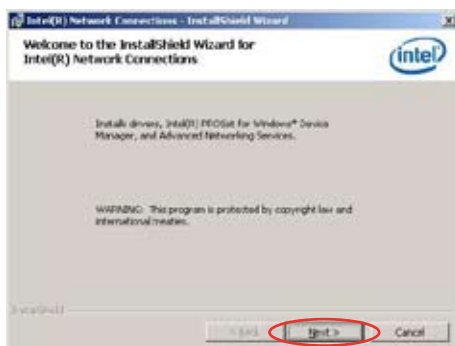 Intel(R) Network Connections - InstallShield Wizard
Welcome to the InstallShield Wizard for
Intel(R) Network Connections
intel
Installs drivers, Intel(R) PROSet for Windows* Device
Manager, and Advanced Networking Services.
WARNING: This program is protected by copyright law and
international treaties.
InstallShield
< Back
Next >
Cancel